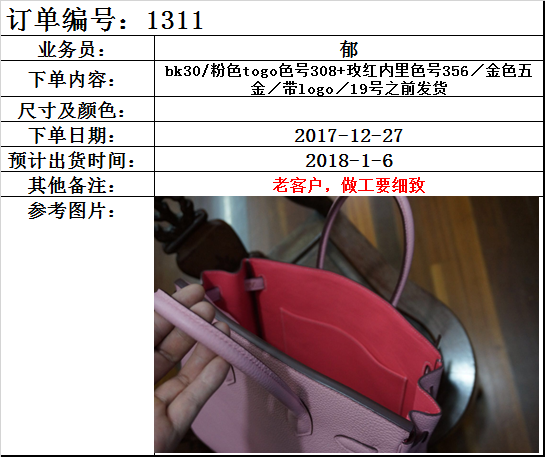 订单编号：1311
业务员：
郁
下单内容：
bk30/粉色togo色号308+玫红内里色号356／金色五
金／带logo／19号之前发货
尺寸及颜色：
下单日期：
2017-12-27
预计出货时间：
2018-1-6
其他备注：
老客户，做工要细致
参考图片：